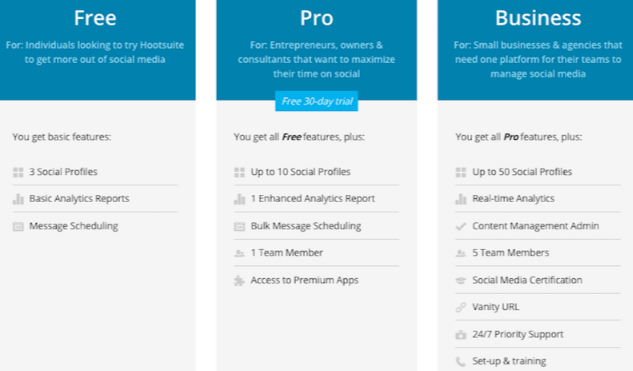 Free
For: Individuals looking to try Hootsuite
to get more out of social media
You get basic features:
3 Social Profiles
Basic Analytics Reports
Message Scheduling
Pro
For: Entrepreneurs, owners &
consultants that want to maximize
their time on social
Free 30-day trial
You get all Free features, plus:
Up to 10 Social Profiles
1 Enhanced Analytics Report
Bulk Message Scheduling
1 Team Member
Access to Premium Apps
Business
For: Small businesses & agencies that
need one platform for their teams to
manage social media
You get all Pro features, plus:
Up to 50 Social Profiles
Real-time Analytics
Content Management Admin
5 Team Members
Social Media Certification
Vanity URL
24/7 Priority Support
Set-up & training